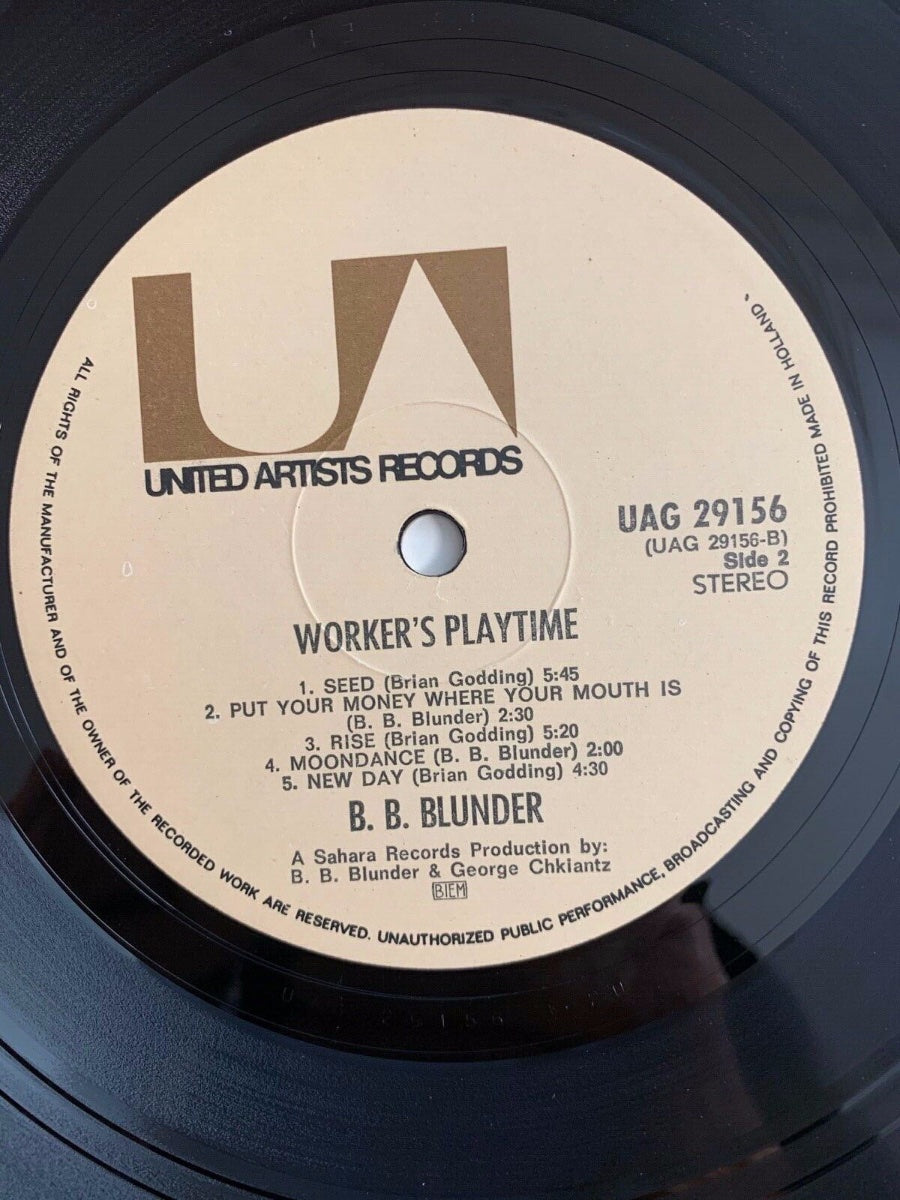 UA
UNITED ARTISTS RECORDS
UAG 29156
(UAG 29156-B)
Side 2
STEREO
WORKER'S PLAYTIME
1. SEED (Brian Godding) 5:45
2. PUT YOUR MONEY WHERE YOUR MOUTH IS
(B. B. Blunder) 2:30
3. RISE (Brian Godding) 5:20
4. MOONDANCE (B. B. Blunder) 2:00
5. NEW DAY (Brian Godding) 4:30
B. B. BLUNDER
A Sahara Records Production by:
B. B. Blunder & George Chkiantz
BIEM
ALL RIGHTS OF THE MANUFACTURER AND OF THE OWNER OF THE RECORDED WORK ARE RESERVED. UNAUTHORIZED PUBLIC PERFORMANCE, BROADCASTING AND COPYING OF THIS RECORD PROHIBITED MADE IN HOLLAND